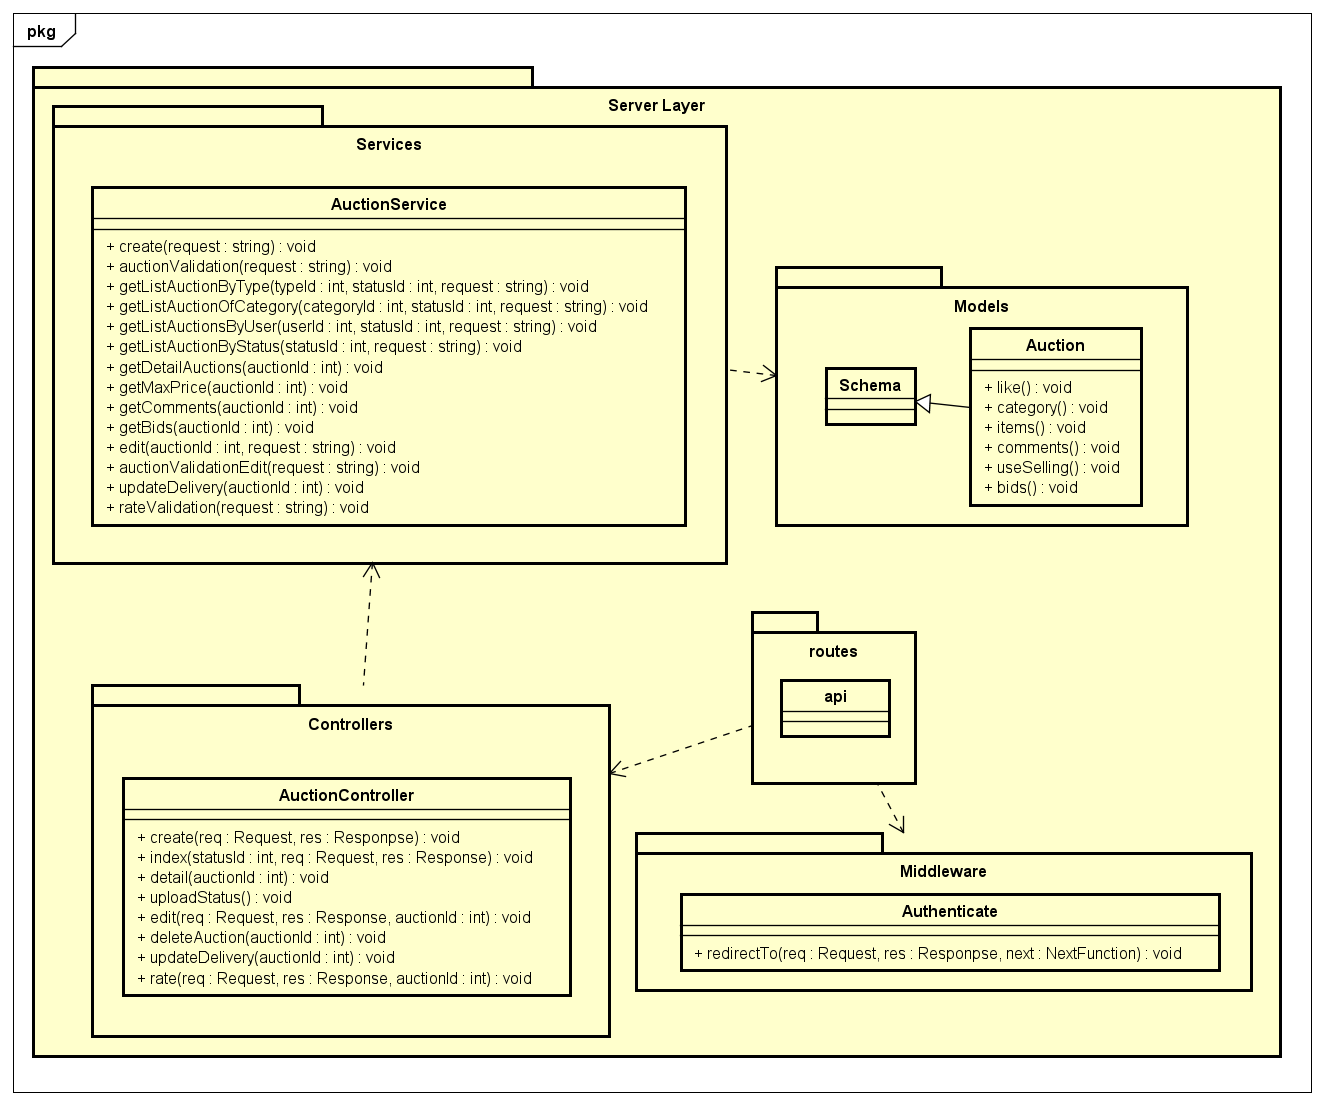 pkg
Server Layer
Services
AuctionService
+ create(request : string) : void
+ auctionValidation(request : string) : void
+ getListAuctionByType(typeId : int, statusId : int, request : string) : void
+ getListAuctionOfCategory(categoryId : int, statusId : int, request : string) : void
+ getListAuctionsByUser(userId : int, statusId : int, request : string) : void
+ getListAuctionByStatus(statusId : int, request : string) : void
+ getDetailAuctions(auctionId : int) : void
+ getMaxPrice(auctionId : int) : void
+ getComments(auctionId : int) : void
+ getBids(auctionId : int) : void
+ edit(auctionId : int, request : string) : void
+ auctionValidationEdit(request : string) : void
+ updateDelivery(auctionId : int) : void
+ rateValidation(request : string) : void
Models
Schema
Auction
+ like() : void
+ category() : void
+ items() : void
+ comments() : void
+ useSelling() : void
+ bids() : void
routes
api
Controllers
AuctionController
+ create(req : Request, res : Responpse) : void
+ index(statusId : int, req : Request, res : Response) : void
+ detail(auctionId : int) : void
+ uploadStatus() : void
+ edit(req : Request, res : Response, auctionId : int) : void
+ deleteAuction(auctionId : int) : void
+ updateDelivery(auctionId : int) : void
+ rate(req : Request, res : Response, auctionId : int) : void
Middleware
Authenticate
+ redirectTo(req : Request, res : Responpse, next : NextFunction) : void